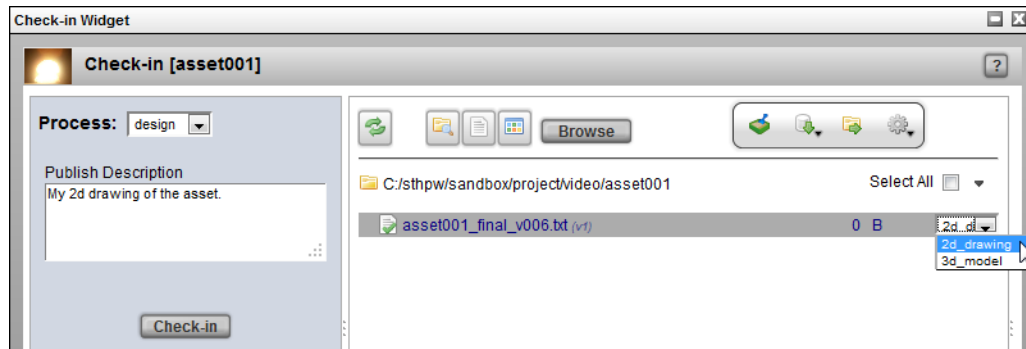 Check-in Widget
Check-in [asset001]
?
Process: design
Publish Description
My 2d drawing of the asset.
Check-in
Browse
C:/sthpw/sandbox/project/video/asset001
Select All
asset001_final_v006.txt (v1)
0 B
2d_d
2d_drawing
3d_model